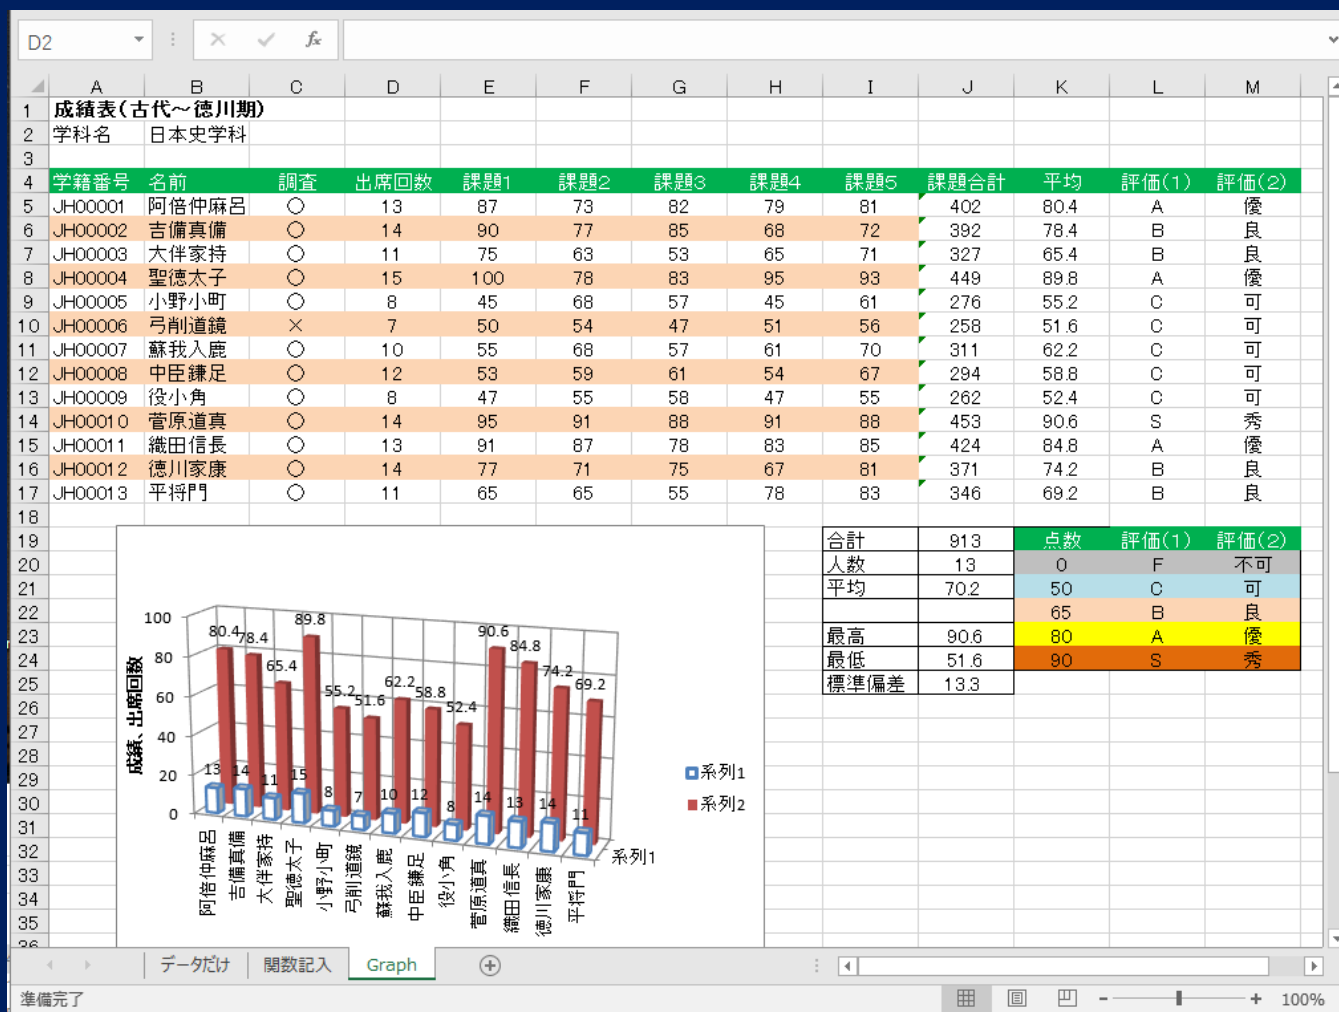 D2 fx
A B C D E F G H I J K L M
1 成績表(古代～徳川期)
2 学科名 日本史学科
3
4 学籍番号 名前 調査 出席回数 課題1 課題2 課題3 課題4 課題5 課題合計 平均 評価(1) 評価(2)
5 JH00001 阿倍仲麻呂 ○ 13 87 73 82 79 81 402 80.4 A 優
6 JH00002 吉備真備 ○ 14 90 77 85 68 72 392 78.4 B 良
7 JH00003 大伴家持 ○ 11 75 63 53 65 71 327 65.4 B 良
8 JH00004 聖徳太子 ○ 15 100 78 83 95 93 449 89.8 A 優
9 JH00005 小野小町 ○ 8 45 68 57 45 61 276 55.2 C 可
10 JH00006 弓削道鏡 × 7 50 54 47 51 56 258 51.6 C 可
11 JH00007 蘇我入鹿 ○ 10 55 68 57 61 70 311 62.2 C 可
12 JH00008 中臣鎌足 ○ 12 53 59 61 54 67 294 58.8 C 可
13 JH00009 役小角 ○ 8 47 55 58 47 55 262 52.4 C 可
14 JH00010 菅原道真 ○ 14 95 91 88 91 88 453 90.6 S 秀
15 JH00011 織田信長 ○ 13 91 87 78 83 85 424 84.8 A 優
16 JH00012 徳川家康 ○ 14 77 71 75 67 81 371 74.2 B 良
17 JH00013 平将門 ○ 11 65 65 55 78 83 346 69.2 B 良
18
19 合計 913 点数 評価(1) 評価(2)
20 人数 13 0 F 不可
21 平均 70.2 50 C 可
22 65 B 良
23 最高 90.6 80 A 優
24 最低 51.6 90 S 秀
25 標準偏差 13.3
26
27
28
29
30
31
32
33
34
35
36
成績、出席回数
100
80
60
40
20
0
80.4 78.4 65.4 89.8 55.2 51.6 62.2 58.8 52.4 90.6 84.8 74.2 69.2
13 14 11 15 8 7 10 12 8 14 13 14 11
阿倍仲麻呂
吉備真備
大伴家持
聖徳太子
小野小町
弓削道鏡
蘇我入鹿
中臣鎌足
役小角
菅原道真
織田信長
徳川家康
平将門
系列1
系列1
系列2
データだけ 関数記入 Graph
準備完了 100%